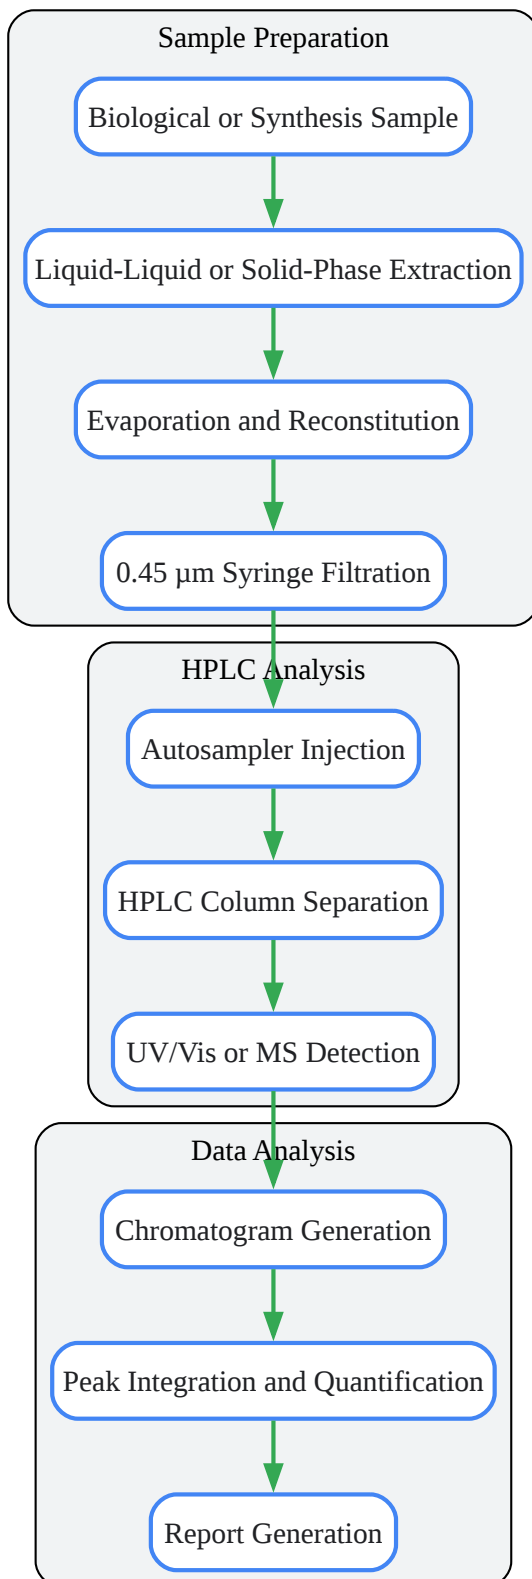 Sample Preparation
Biological or Synthesis Sample
Liquid-Liquid or Solid-Phase Extraction
Evaporation and Reconstitution
0.45 µm Syringe Filtration
HPLC Analysis
Autosampler Injection
HPLC Column Separation
UV/Vis or MS Detection
Data Analysis
Chromatogram Generation
Peak Integration and Quantification
Report Generation